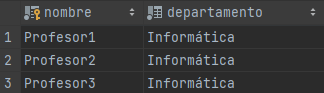 nombre departamento
1 Profesor1 Informática
2 Profesor2 Informática
3 Profesor3 Informática